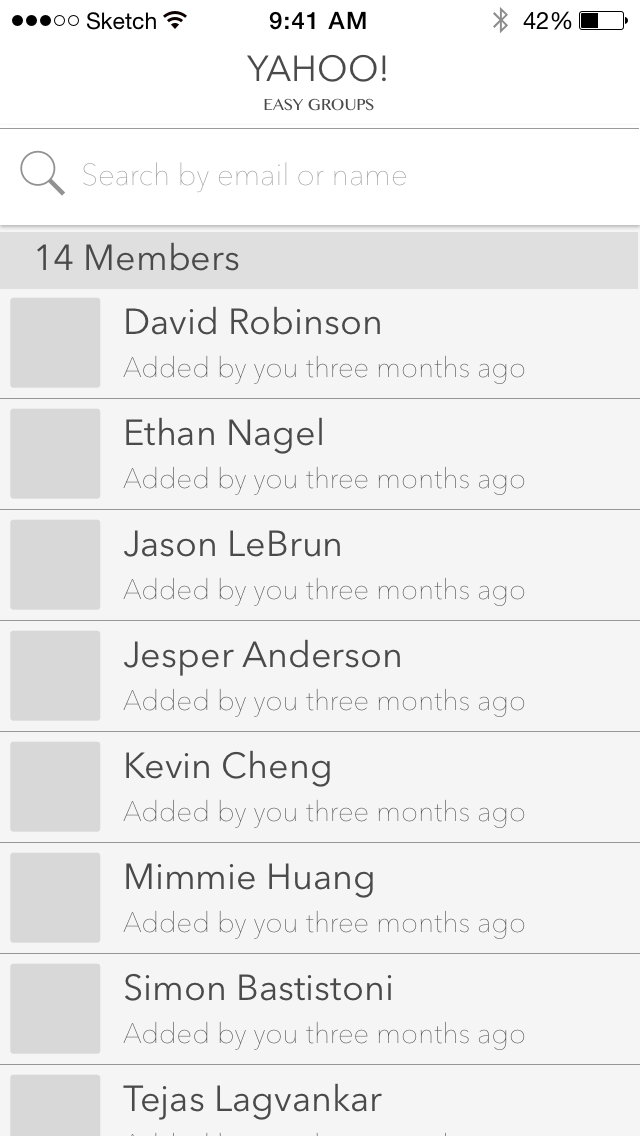 Sketch 9:41 AM 42%
YAHOO!
EASY GROUPS
Search by email or name
14 Members
David Robinson
Added by you three months ago
Ethan Nagel
Added by you three months ago
Jason LeBrun
Added by you three months ago
Jesper Anderson
Added by you three months ago
Kevin Cheng
Added by you three months ago
Mimmie Huang
Added by you three months ago
Simon Bastistoni
Added by you three months ago
Tejas Lagvankar